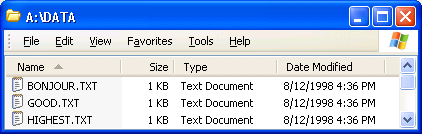 A:\DATA
File Edit View Favorites Tools Help
Name Size Type Date Modified
BONJOUR.TXT 1 KB Text Document 8/12/1998 4:36 PM
GOOD.TXT 1 KB Text Document 8/12/1998 4:36 PM
HIGHEST.TXT 1 KB Text Document 8/12/1998 4:36 PM